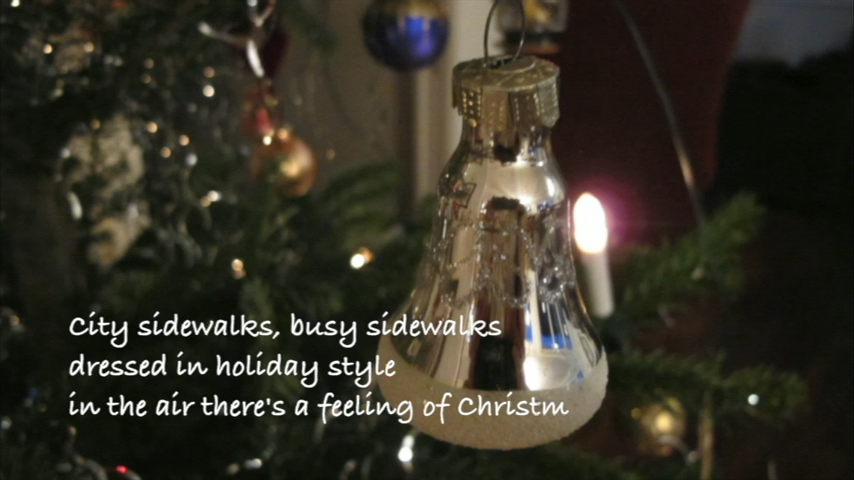 City sidewalks, busy sidewalks
dressed in holiday style
in the air there's a feeling of Christm